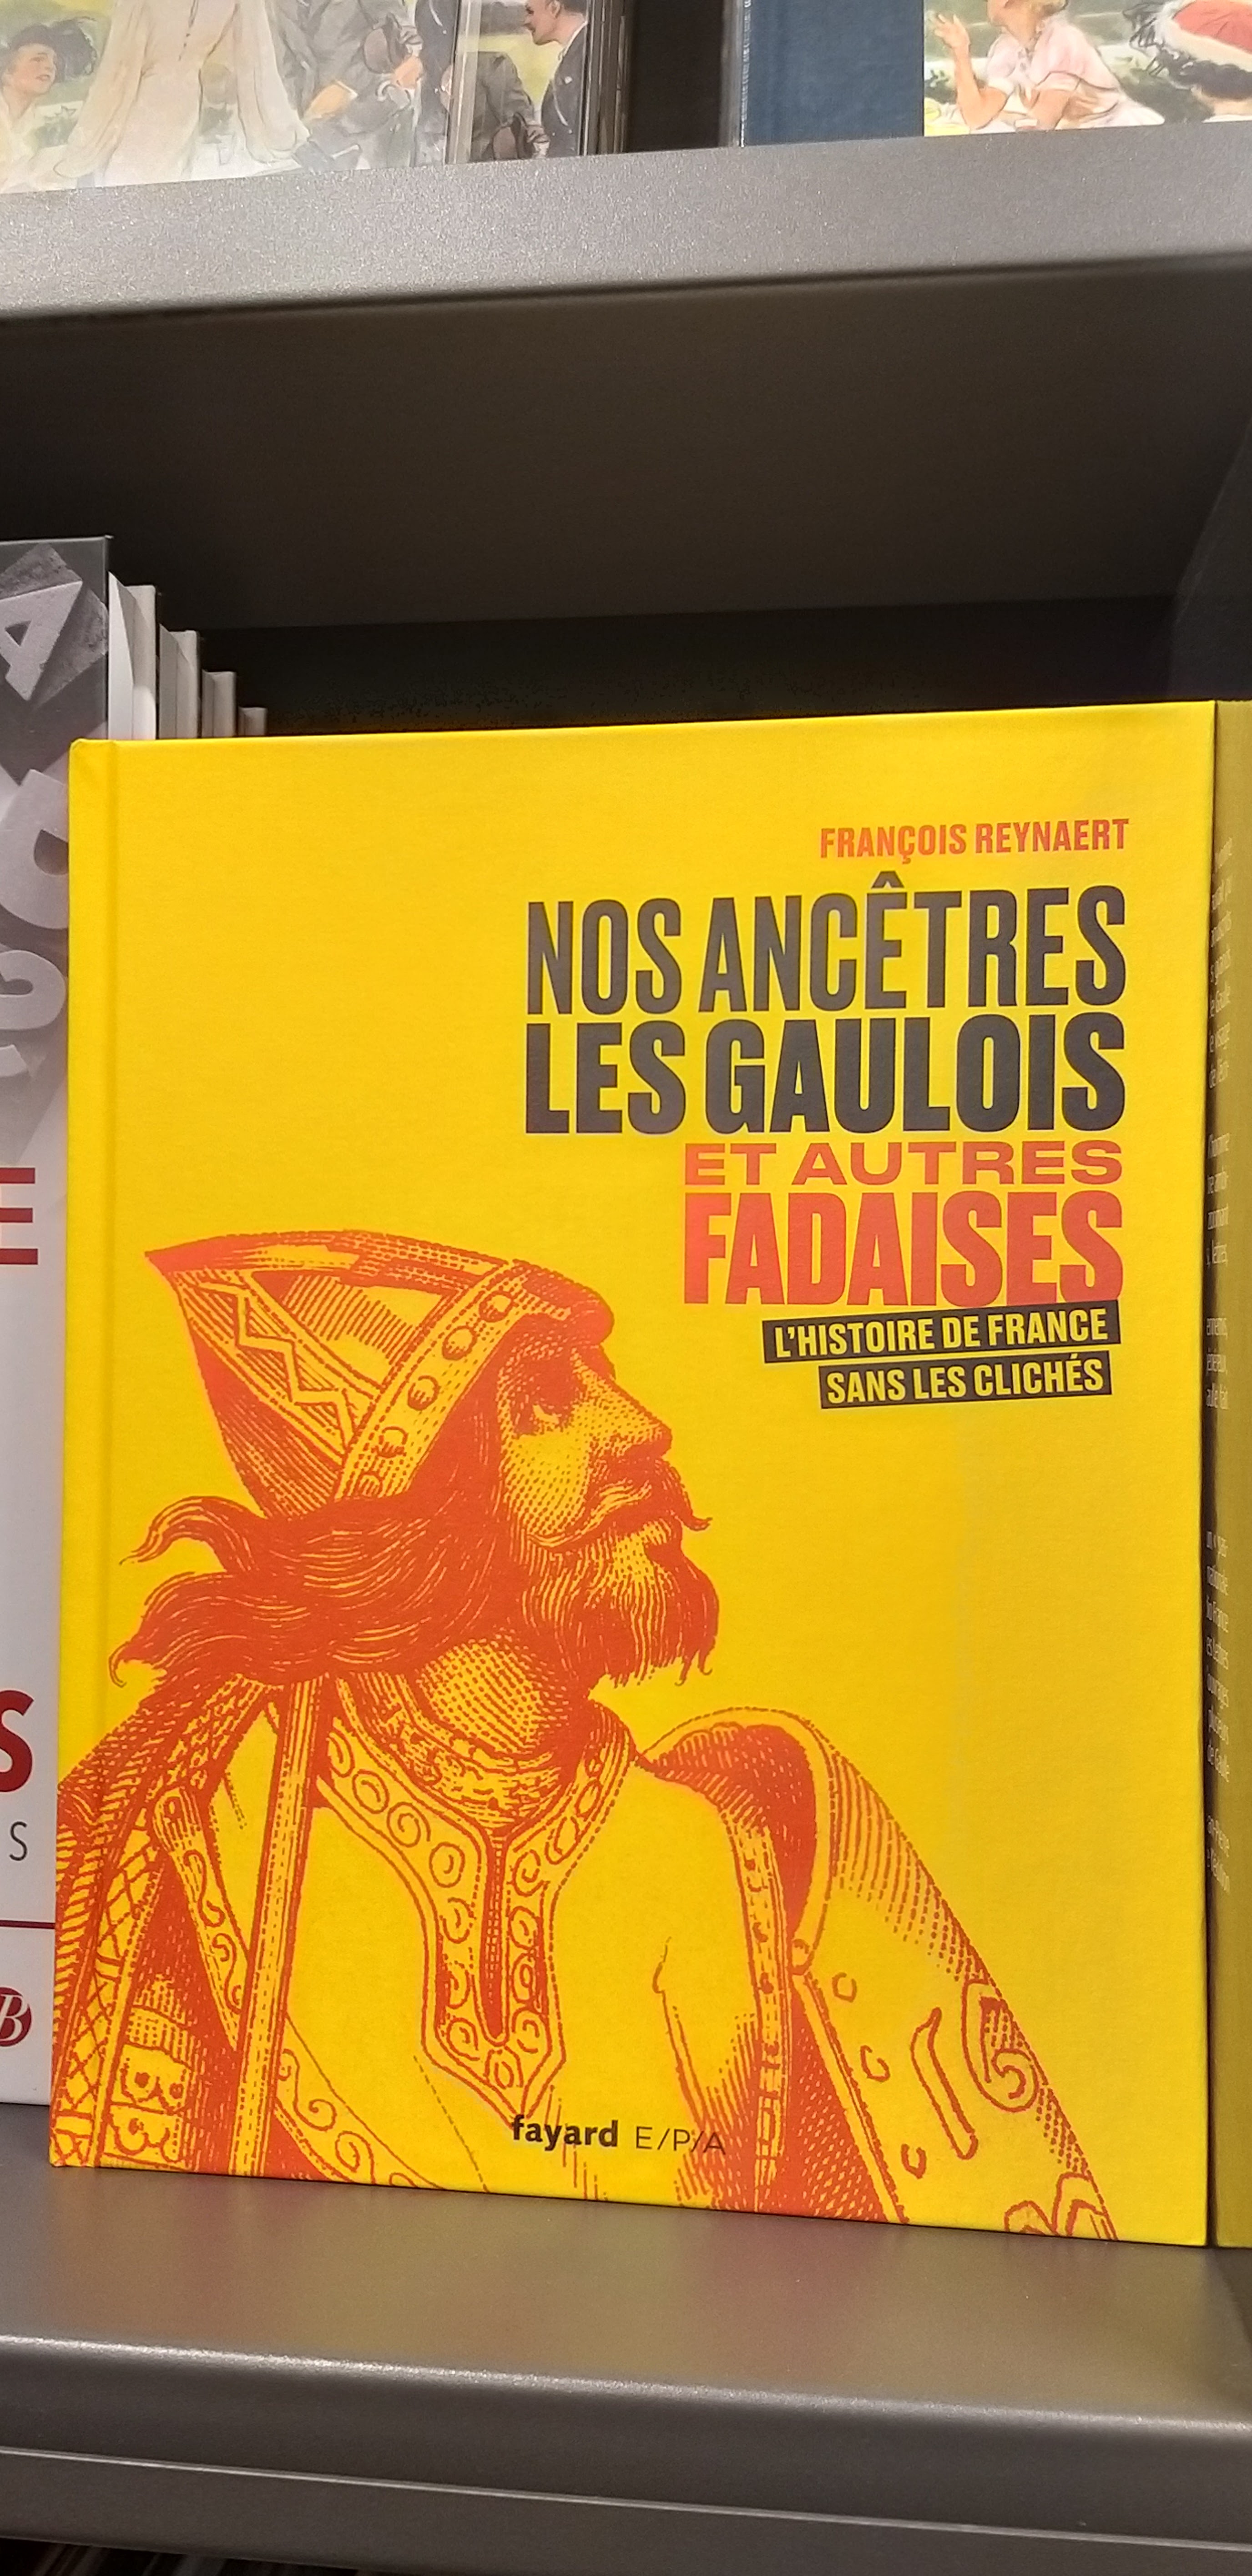 FRANÇOIS REYNAERT
NOS ANCÊTRES
LES GAULOIS
ET AUTRES
FADAISES
L'HISTOIRE DE FRANCE
SANS LES CLICHÉS
fayard E/P/A
E
S
S
B